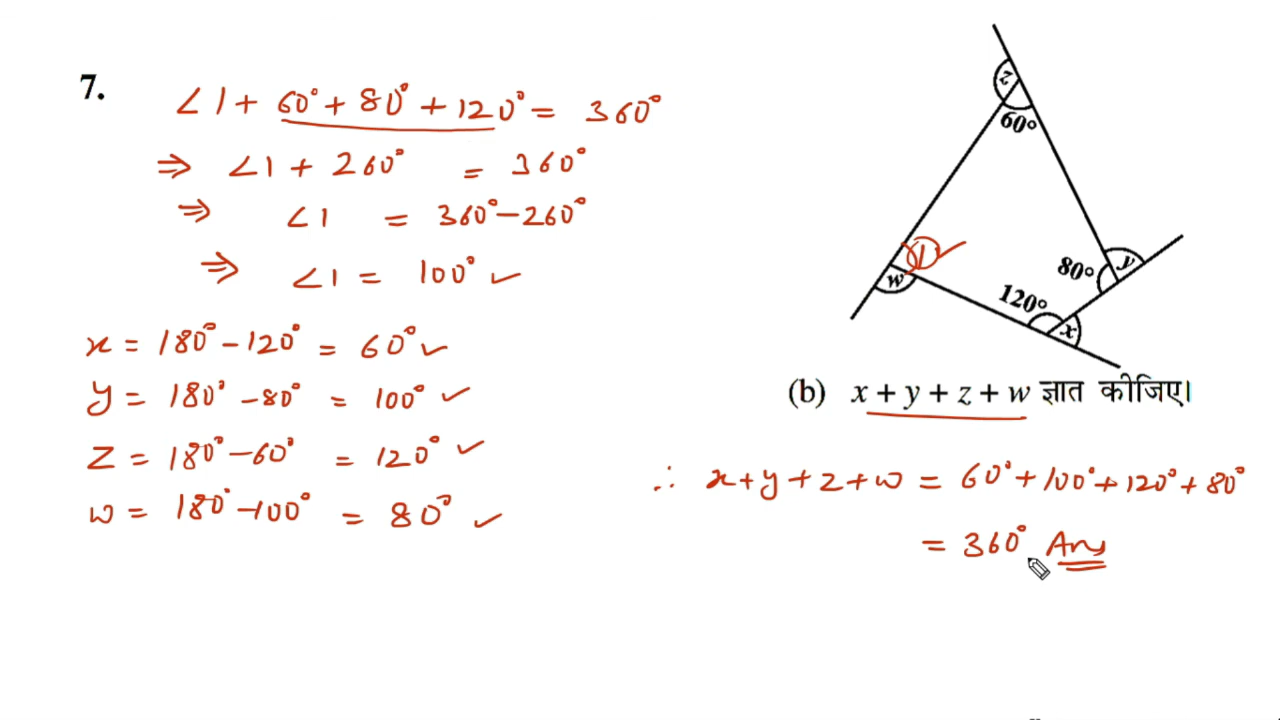 7.
∠1 + 60° + 80° + 120° = 360°
⇒ ∠1 + 260° = 360°
⇒ ∠1 = 360° - 260°
⇒ ∠1 = 100° ✓
x = 180° - 120° = 60° ✓
y = 180° - 80° = 100° ✓
z = 180° - 60° = 120° ✓
w = 180° - 100° = 80° ✓
z
60°
1 ✓
w
80°
y
120°
x
(b) x + y + z + w ज्ञात कीजिए।
∴ x + y + z + w = 60° + 100° + 120° + 80°
= 360° Ans